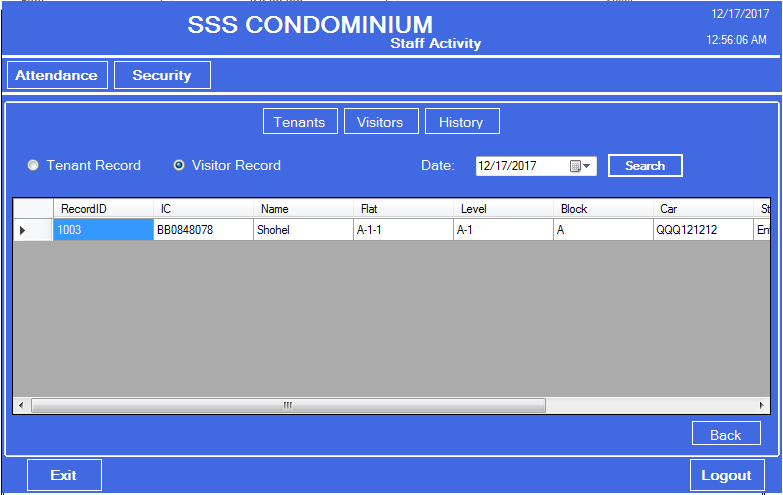 SSS CONDOMINIUM
Staff Activity
12/17/2017
12:56:06 AM
Attendance Security
Tenants Visitors History
Tenant Record Visitor Record Date: 12/17/2017 Search
RecordID IC Name Flat Level Block Car St
1003 BB0848078 Shohel A-1-1 A-1 A QQQ121212 En
Back
Exit Logout